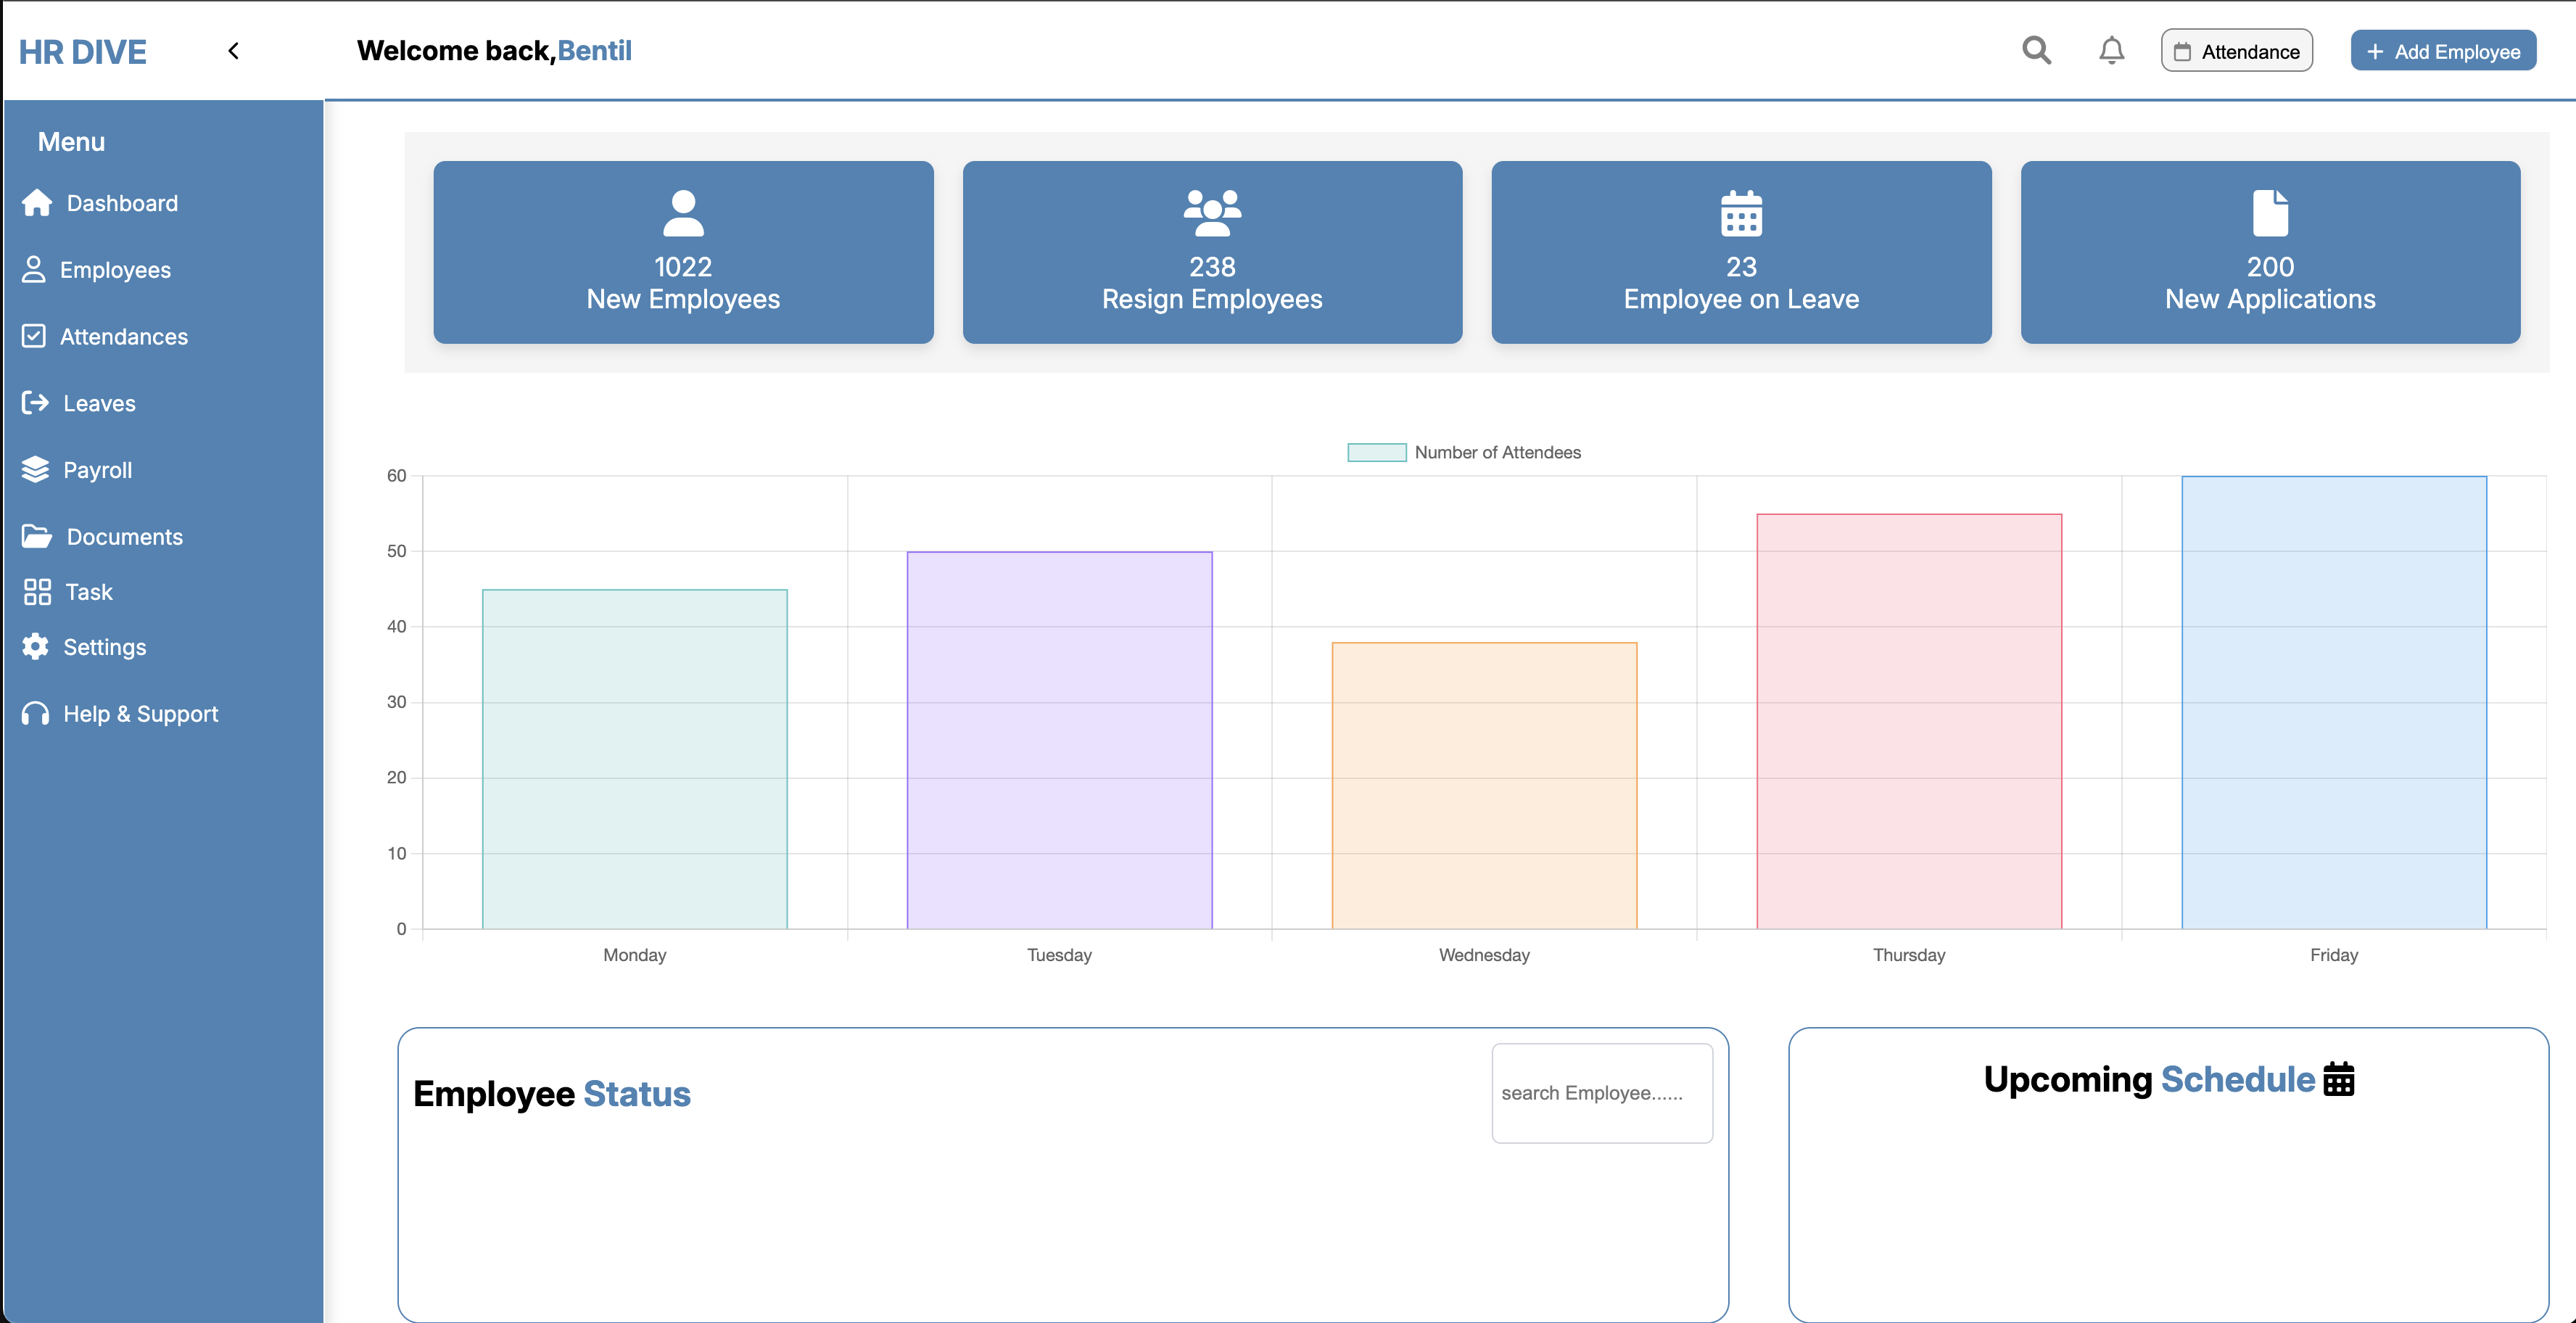 HR DIVE
Welcome back,Bentil
Attendance
Add Employee
Menu
Dashboard
Employees
Attendances
Leaves
Payroll
Documents
Task
Settings
Help & Support
1022
New Employees
238
Resign Employees
23
Employee on Leave
200
New Applications
Number of Attendees
60
50
40
30
20
10
0
Monday
Tuesday
Wednesday
Thursday
Friday
Employee Status
search Employee......
Upcoming Schedule